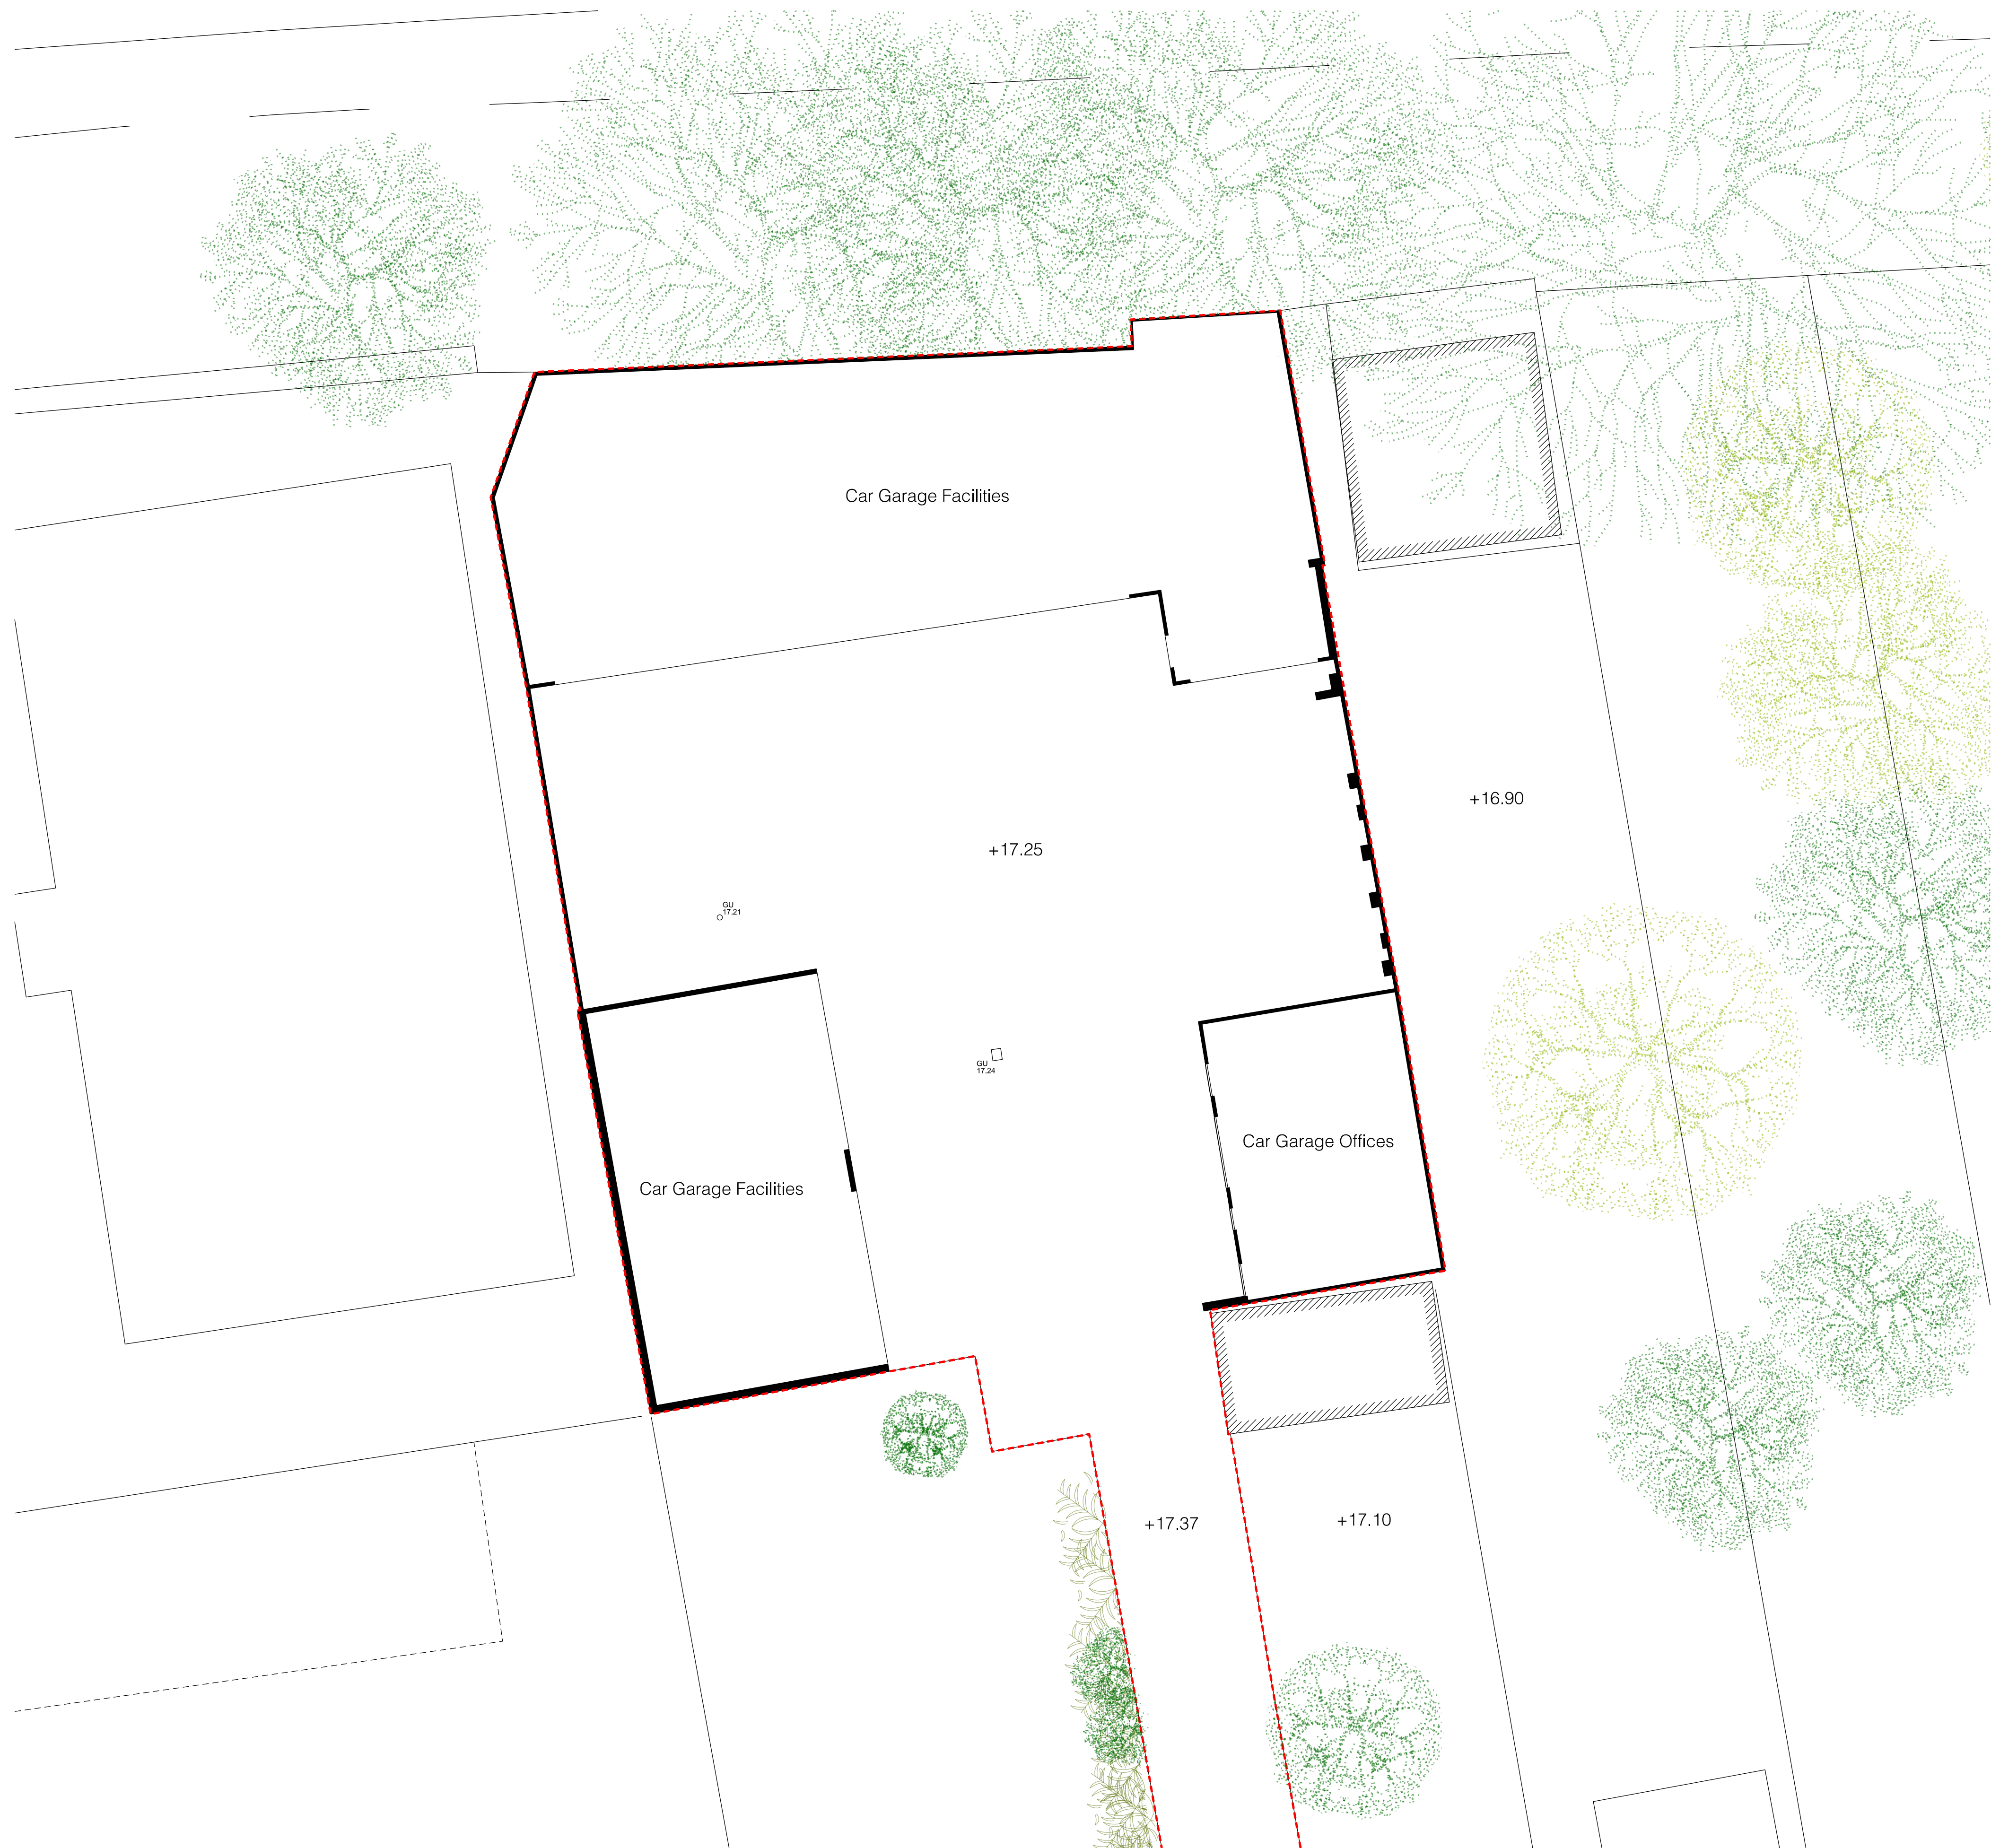 Car Garage Facilities
+16.90
+17.25
GU
17.21
GU
17.24
Car Garage Offices
Car Garage Facilities
+17.37
+17.10